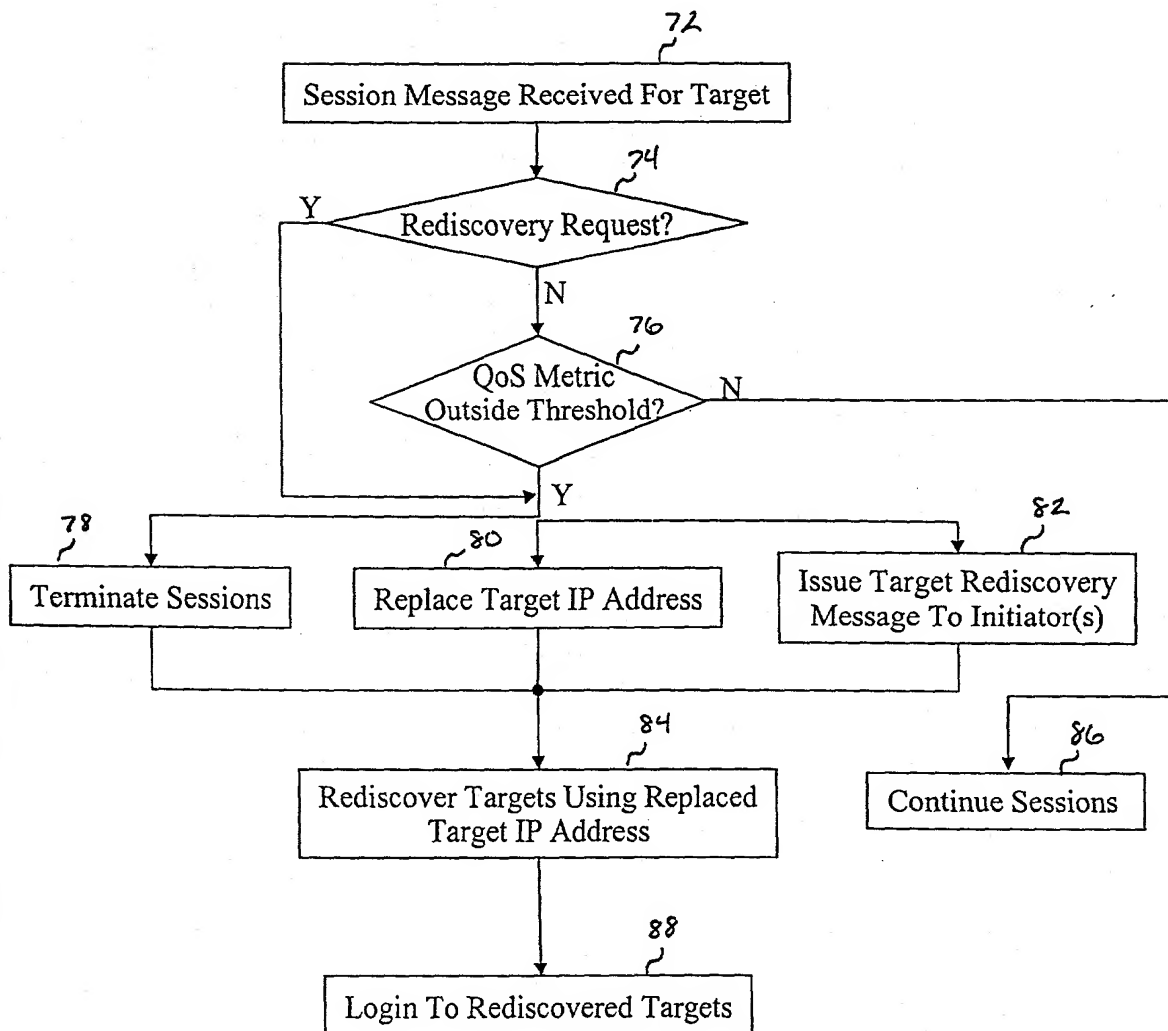 72
Session Message Received For Target
74
Y
Rediscovery Request?
N
76
QoS Metric
Outside Threshold?
N
Y
78
Terminate Sessions
80
Replace Target IP Address
82
Issue Target Rediscovery
Message To Initiator(s)
84
Rediscover Targets Using Replaced
Target IP Address
86
Continue Sessions
88
Login To Rediscovered Targets